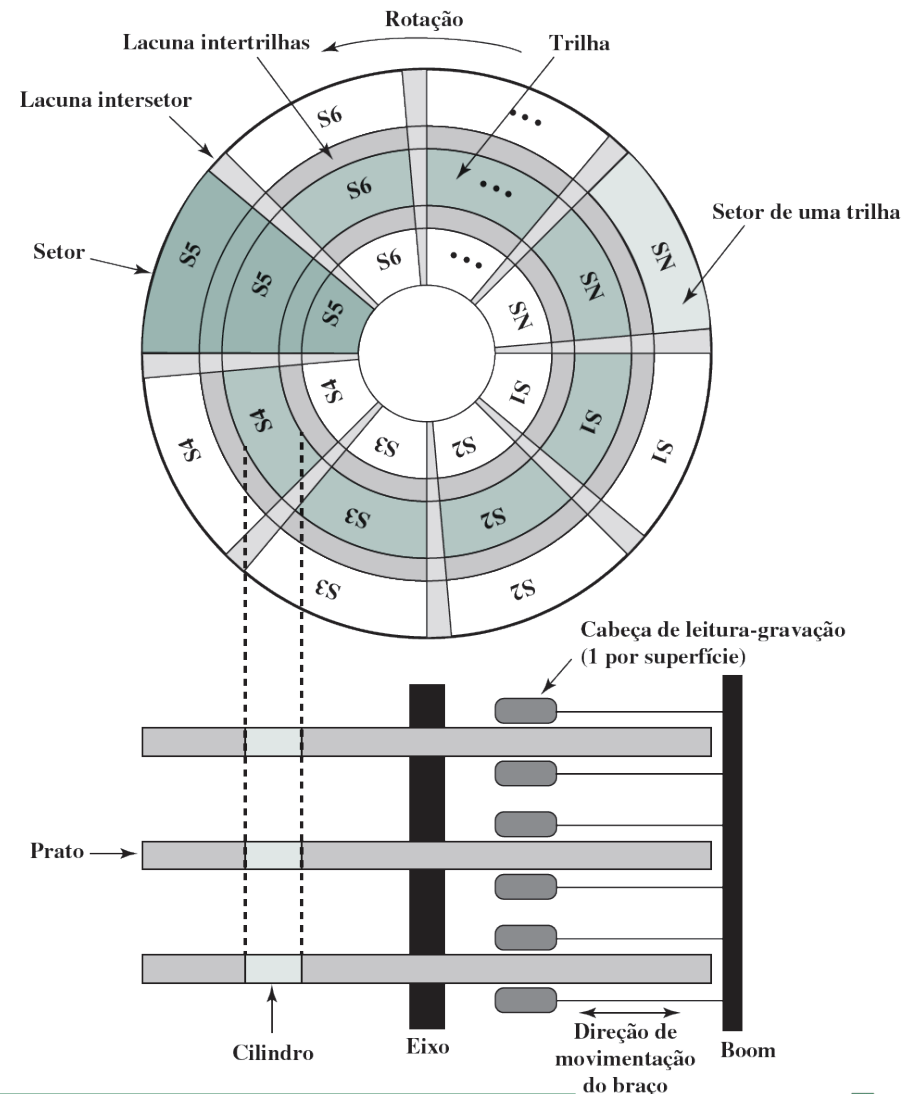 Rotação
Lacuna intertrilhas
Trilha
Lacuna intersetor
S6
•••
S6
•••
Setor de uma trilha
Setor
S5
S5
S5
S6
•••
SN
SN
SN
S4
S4
S4
S3
S3
S3
S2
S2
S2
S1
S1
S1
Cabeça de leitura-gravação
(1 por superfície)
Prato
Cilindro
Eixo
Direção de
movimentação
do braço
Boom